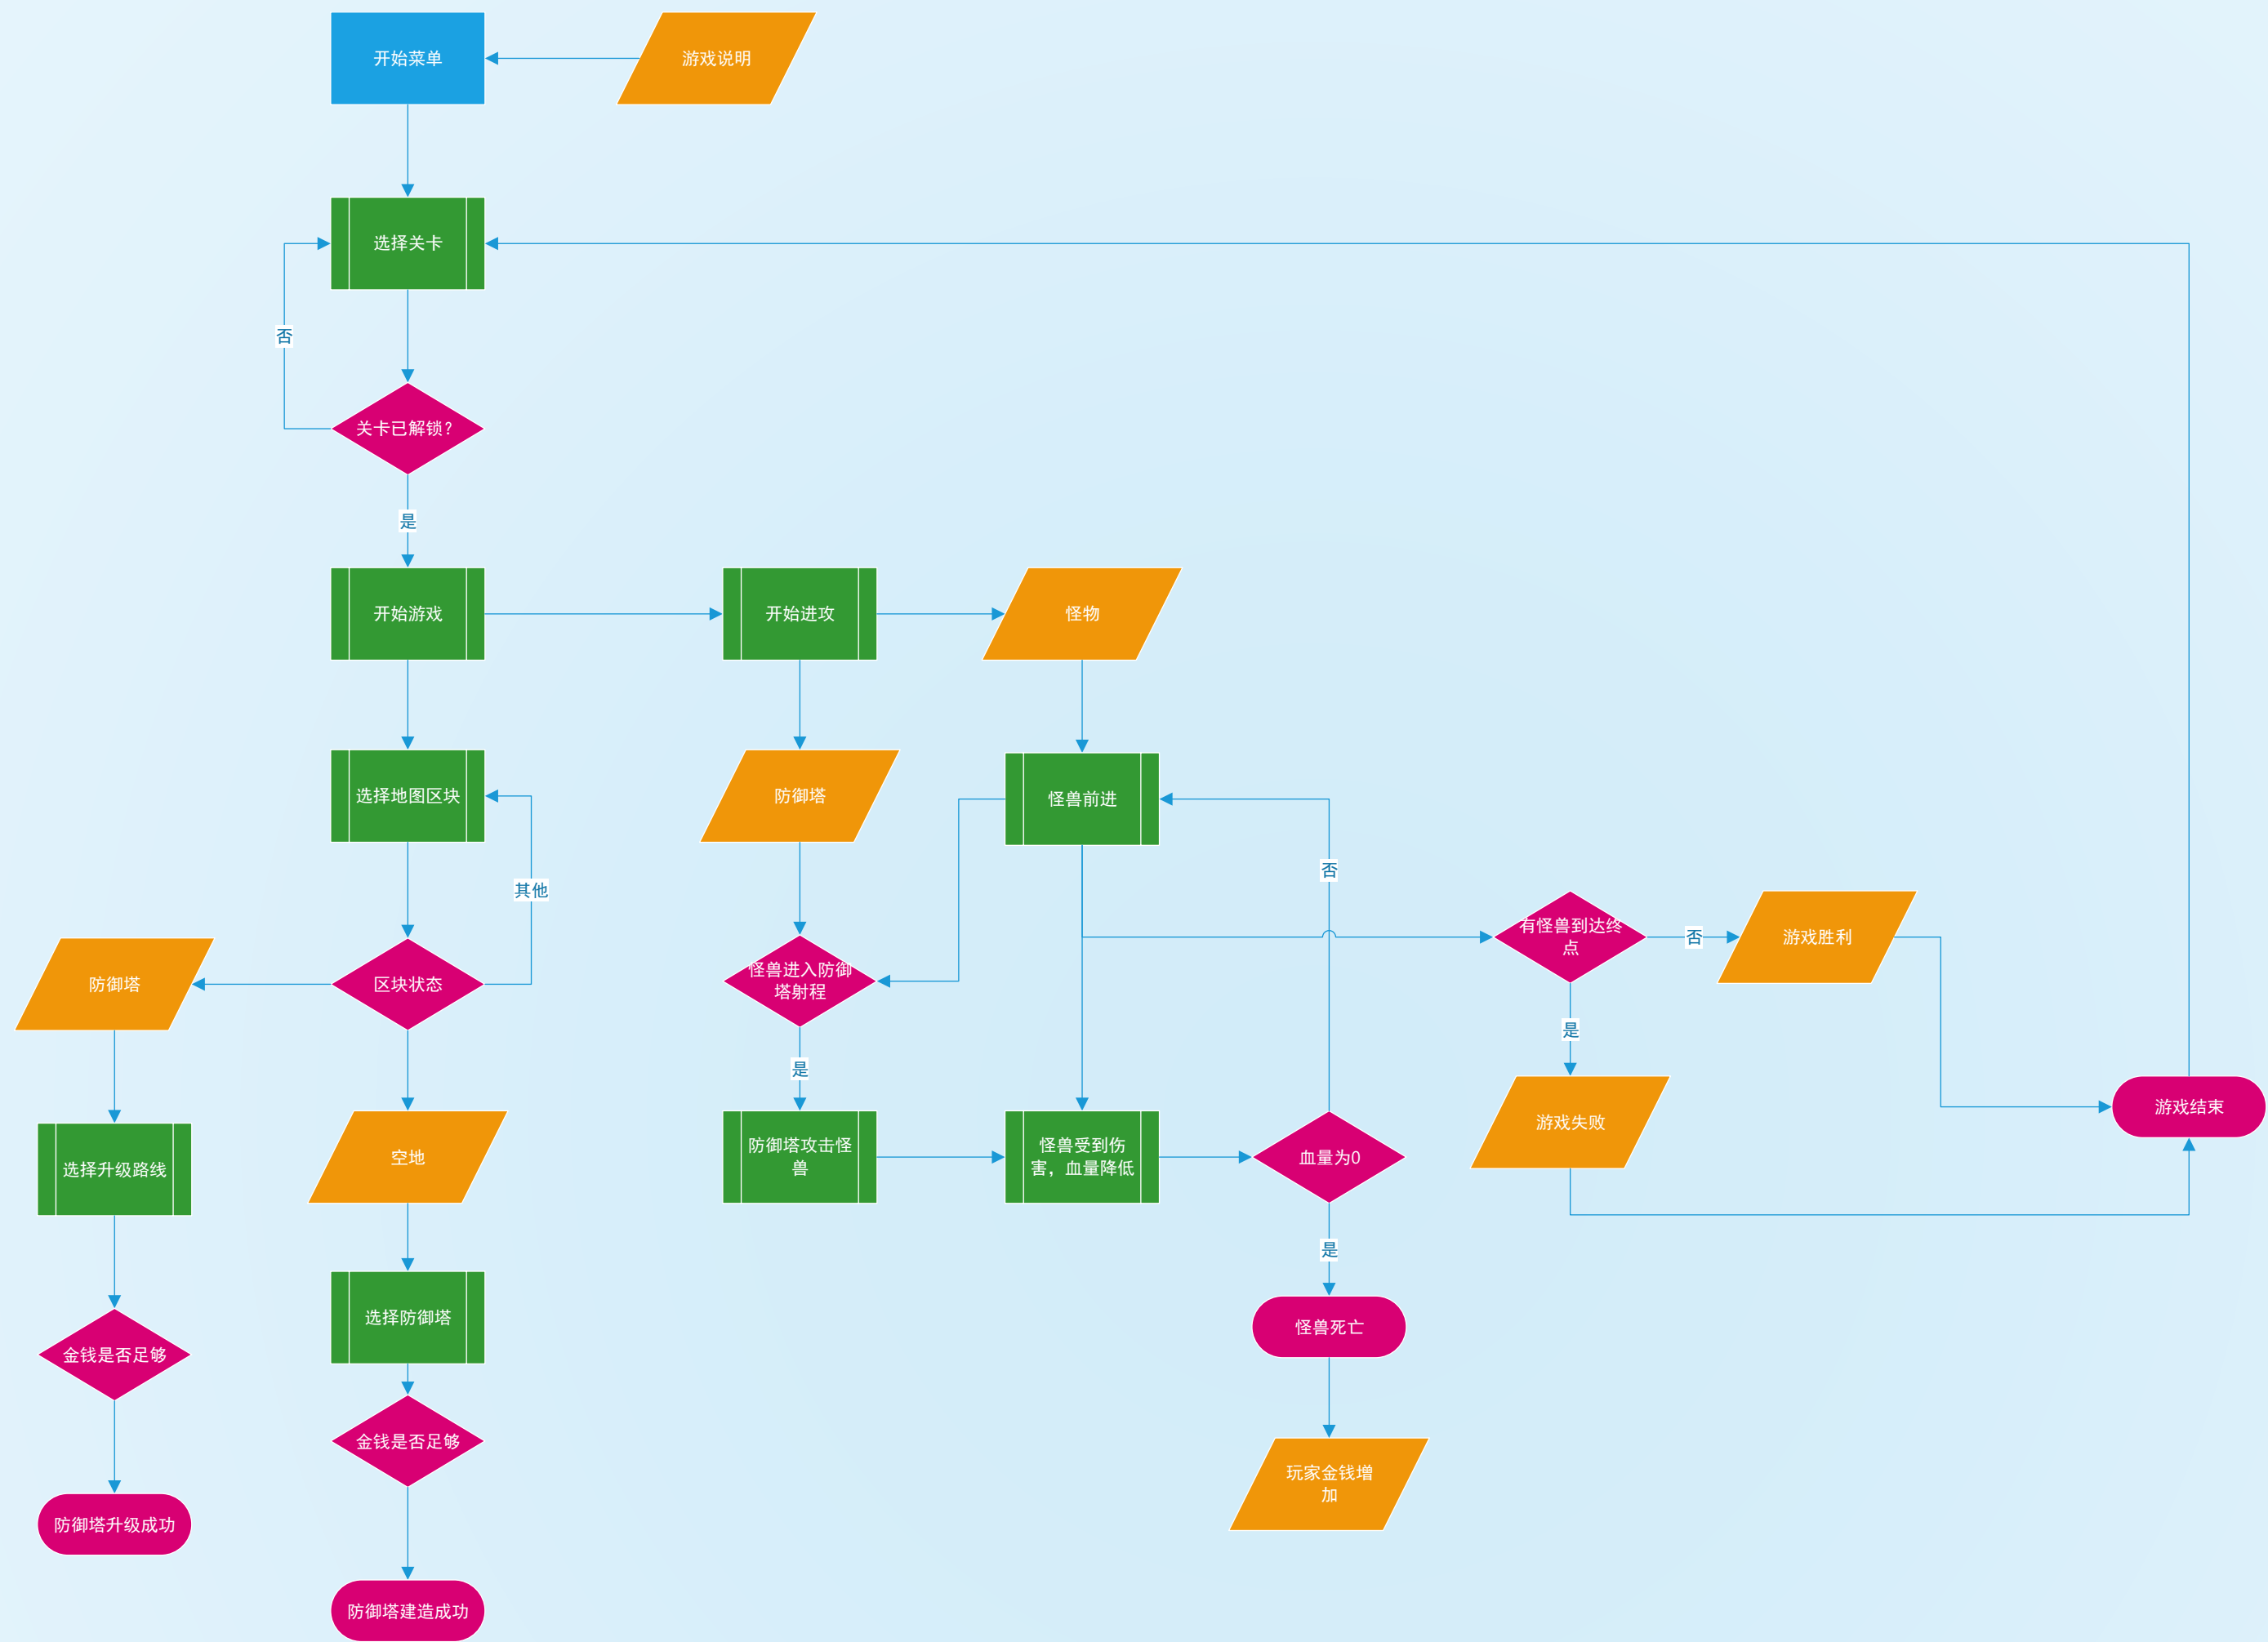 开始菜单
游戏说明
选择关卡
否
关卡已解锁?
是
开始游戏
开始进攻
怪物
选择地图区块
防御塔
怪兽前进
否
其他
有怪兽到达终
点
否
游戏胜利
防御塔
区块状态
怪兽进入防御
塔射程
是
是
游戏结束
选择升级路线
空地
防御塔攻击怪
兽
怪兽受到伤
害，血量降低
血量为0
游戏失败
是
选择防御塔
怪兽死亡
金钱是否足够
金钱是否足够
玩家金钱增
加
防御塔升级成功
防御塔建造成功